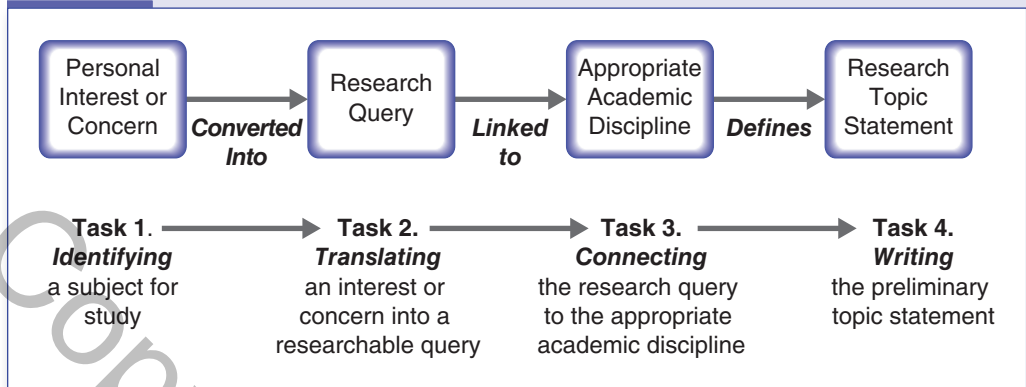 Personal
Interest or
Concern
Converted
Into
Research
Query
Linked
to
Appropriate
Academic
Discipline
Defines
Research
Topic
Statement
Task 1.
Identifying
a subject for
study
Task 2.
Translating
an interest or
concern into a
researchable query
Task 3.
Connecting
the research query
to the appropriate
academic discipline
Task 4.
Writing
the preliminary
topic statement